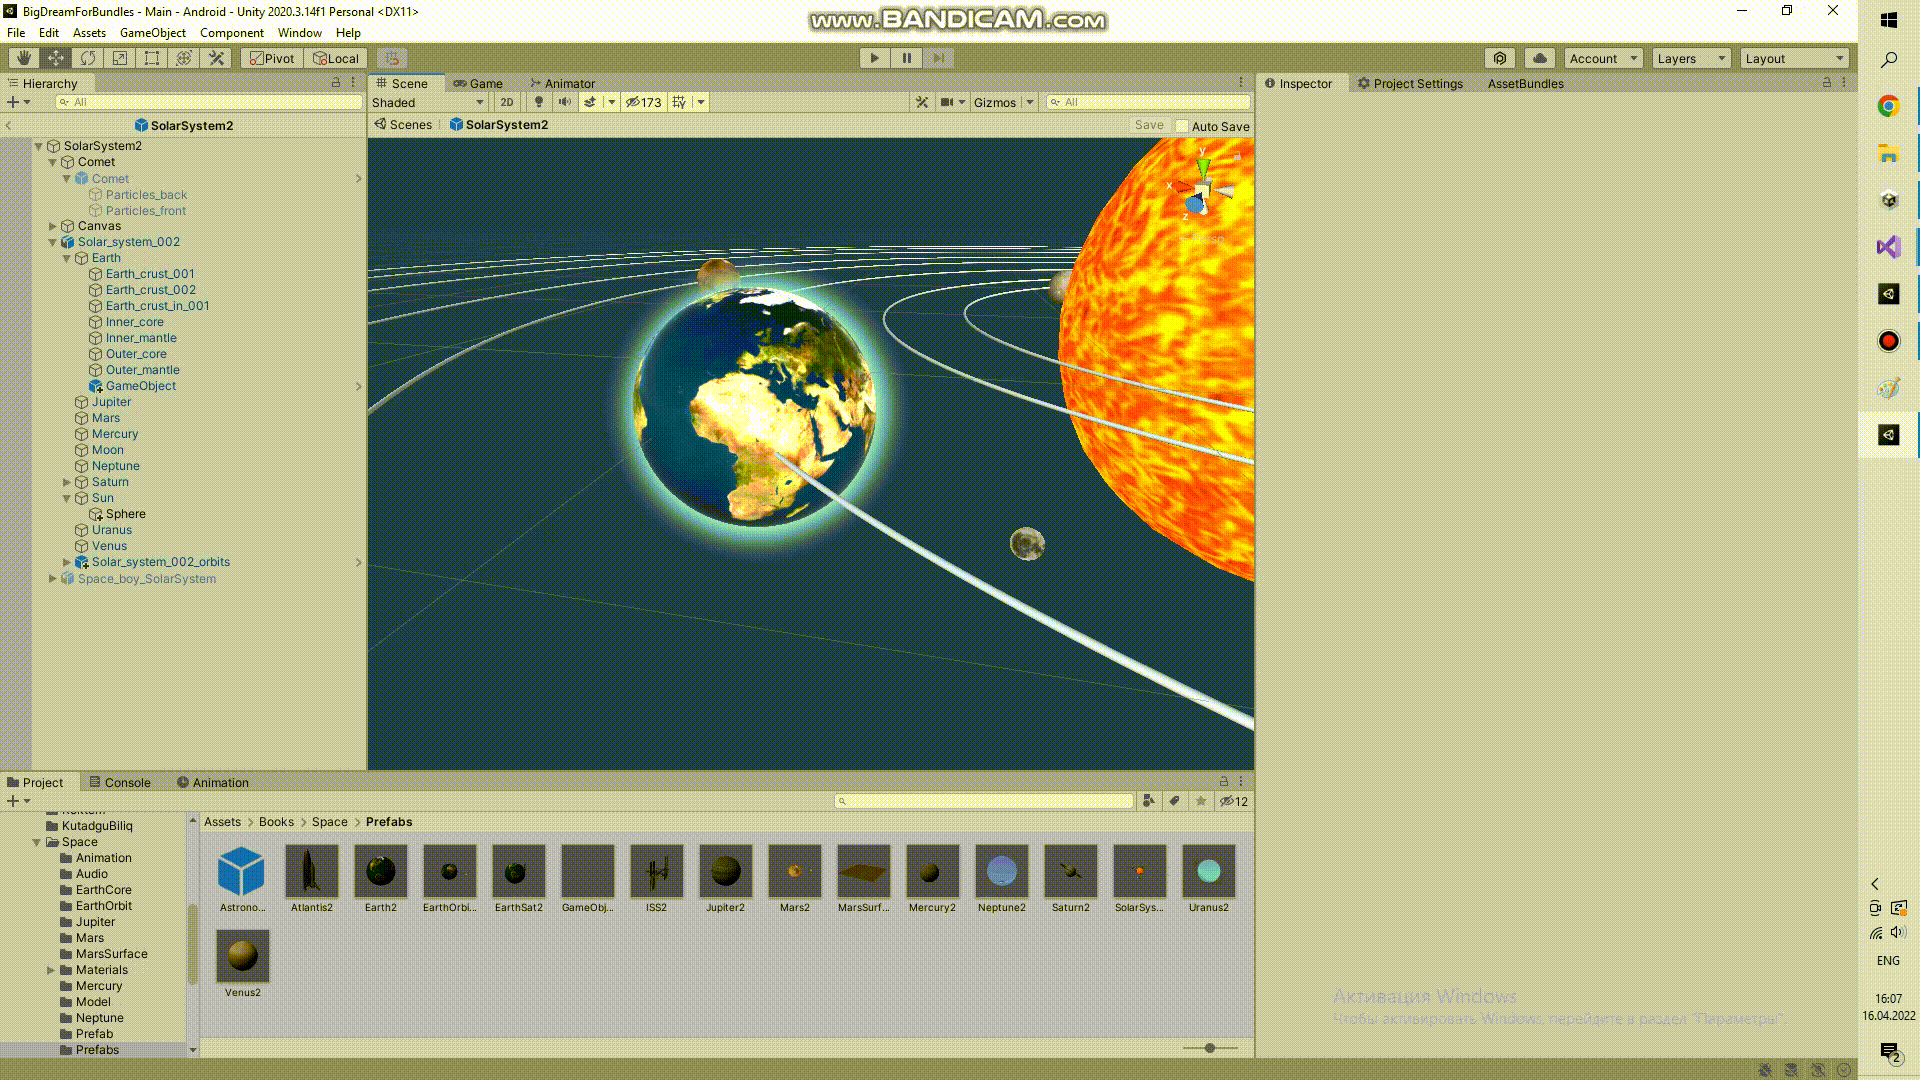 BigDreamForBundles - Main - Android - Unity 2020.3.14f1 Personal <DX11>
www.BANDICAM.com
File Edit Assets GameObject Component Window Help
Pivot Local
Account Layers Layout
Hierarchy
Scene Game Animator
Inspector Project Settings AssetBundles
All
Shaded 2D 173 Gizmos All
SolarSystem2
Scenes SolarSystem2 Save Auto Save
SolarSystem2
Comet
Comet
Particles_back
Particles_front
Canvas
Solar_system_002
Earth
Earth_crust_001
Earth_crust_002
Earth_crust_in_001
Inner_core
Inner_mantle
Outer_core
Outer_mantle
GameObject
Jupiter
Mars
Mercury
Moon
Neptune
Saturn
Sun
Sphere
Uranus
Venus
Solar_system_002_orbits
Space_boy_SolarSystem
y
x
z
Project Console Animation
12
KutadguBiliq
Space
Animation
Audio
EarthCore
EarthOrbit
Jupiter
Mars
MarsSurface
Materials
Mercury
Model
Neptune
Prefab
Prefabs
Assets > Books > Space > Prefabs
Astrono... Atlantis2 Earth2 EarthOrbi... EarthSat2 GameObj... ISS2 Jupiter2 Mars2 MarsSurf... Mercury2 Neptune2 Saturn2 SolarSys... Uranus2
Venus2
Активация Windows
Чтобы активировать Windows, перейдите в раздел "Параметры".
ENG
16:07
16.04.2022
2